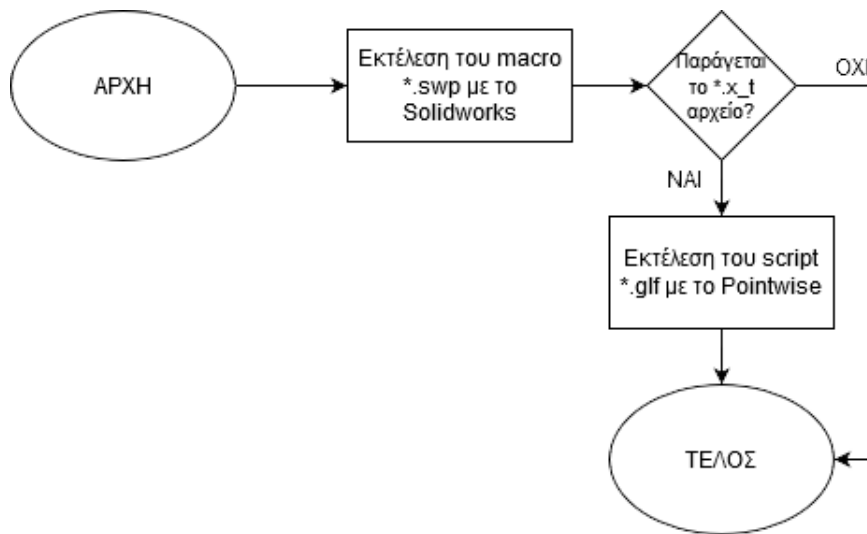 ΑΡΧΗ
Εκτέλεση του macro
*.swp με το
Solidworks
Παράγεται
το *.x_t
αρχείο?
ΟΧΙ
ΝΑΙ
Εκτέλεση του script
*.glf με το Pointwise
ΤΕΛΟΣ